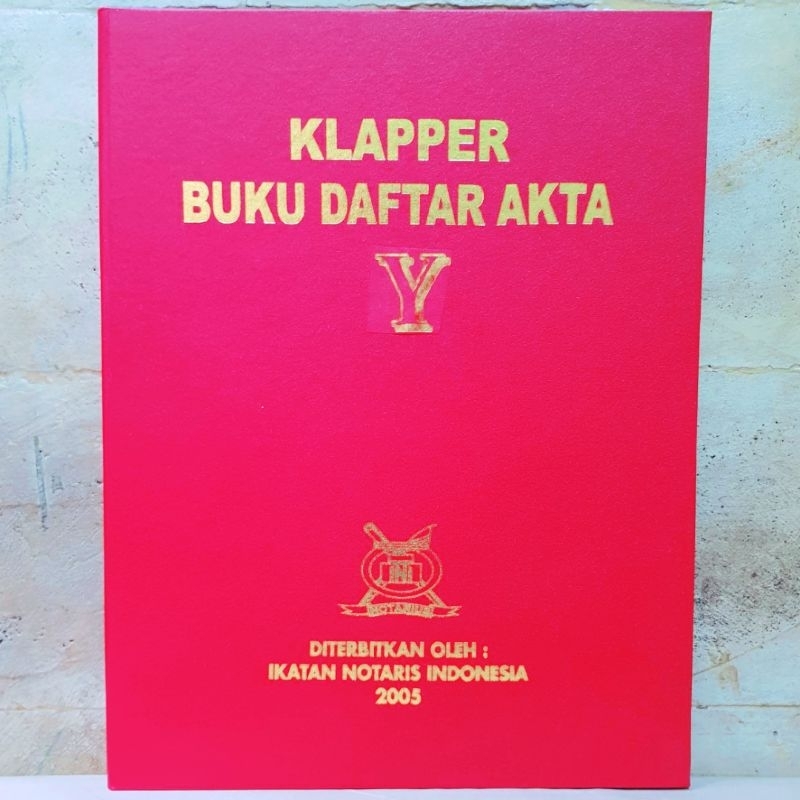 KLAPPER
BUKU DAFTAR AKTA
Y
NOTARIUS
DITERBITKAN OLEH :
IKATAN NOTARIS INDONESIA
2005